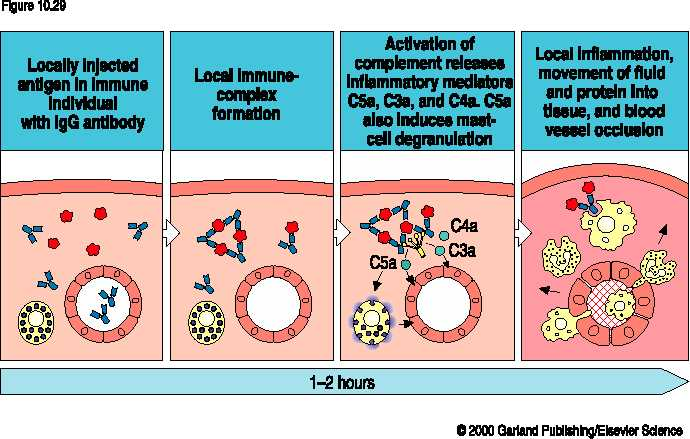 Figure 10.29
Locally injected
antigen in immune
individual
with IgG antibody
Local immune-
complex
formation
Activation of
complement releases
inflammatory mediators
C5a, C3a, and C4a. C5a
also induces mast-
cell degranulation
Local inflammation,
movement of fluid
and protein into
tissue, and blood
vessel occlusion
C4a
C3a
C5a
1–2 hours
© 2000 Garland Publishing/Elsevier Science